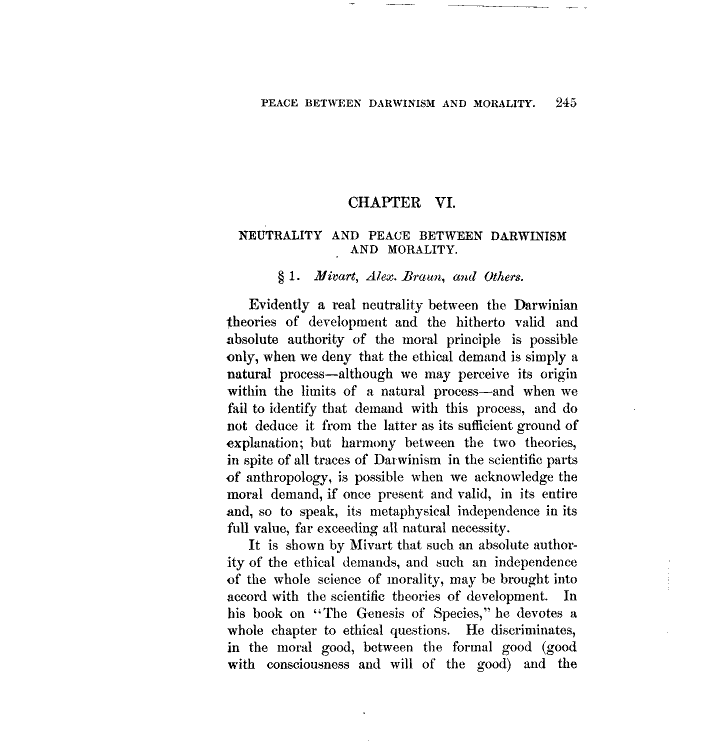 PEACE BETWEEN DARWINISM AND MORALITY. 245
CHAPTER VI.
NEUTRALITY AND PEACE BETWEEN DARWINISM
AND MORALITY.
§ 1. Mivart, Alex. Braun, and Others.
Evidently a real neutrality between the Darwinian
theories of development and the hitherto valid and
absolute authority of the moral principle is possible
only, when we deny that the ethical demand is simply a
natural process—although we may perceive its origin
within the limits of a natural process—and when we
fail to identify that demand with this process, and do
not deduce it from the latter as its sufficient ground of
explanation; but harmony between the two theories,
in spite of all traces of Darwinism in the scientific parts
of anthropology, is possible when we acknowledge the
moral demand, if once present and valid, in its entire
and, so to speak, its metaphysical independence in its
full value, far exceeding all natural necessity.
It is shown by Mivart that such an absolute author-
ity of the ethical demands, and such an independence
of the whole science of morality, may be brought into
accord with the scientific theories of development. In
his book on "The Genesis of Species," he devotes a
whole chapter to ethical questions. He discriminates,
in the moral good, between the formal good (good
with consciousness and will of the good) and the